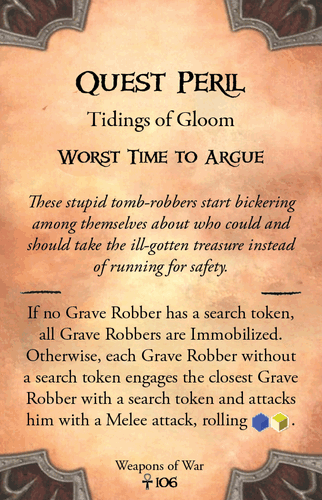 Quest Peril
Tidings of Gloom
Worst Time to Argue
These stupid tomb-robbers start bickering
among themselves about who could and
should take the ill-gotten treasure instead
of running for safety.
If no Grave Robber has a search token,
all Grave Robbers are Immobilized.
Otherwise, each Grave Robber without
a search token engages the closest Grave
Robber with a search token and attacks
him with a Melee attack, rolling .
Weapons of War
106